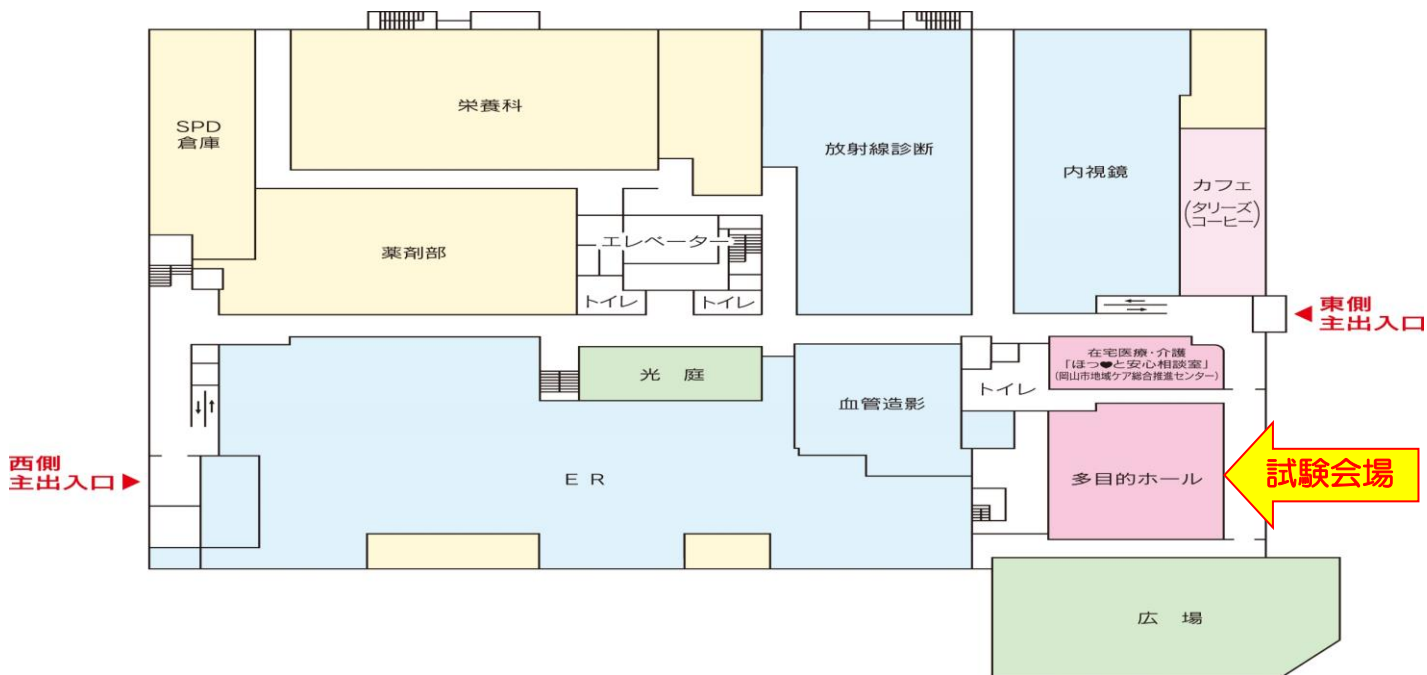 栄養科
SPD
倉庫
放射線診断
内視鏡
カフェ
(タリーズ
コーヒー)
薬剤部
エレベーター
トイレ
トイレ
東側
主出入口
在宅医療・介護
「ほっ♥と安心相談室」
(岡山市地域ケア総合推進センター)
光 庭
トイレ
血管造影
西側
主出入口
ER
多目的ホール
試験会場
広 場